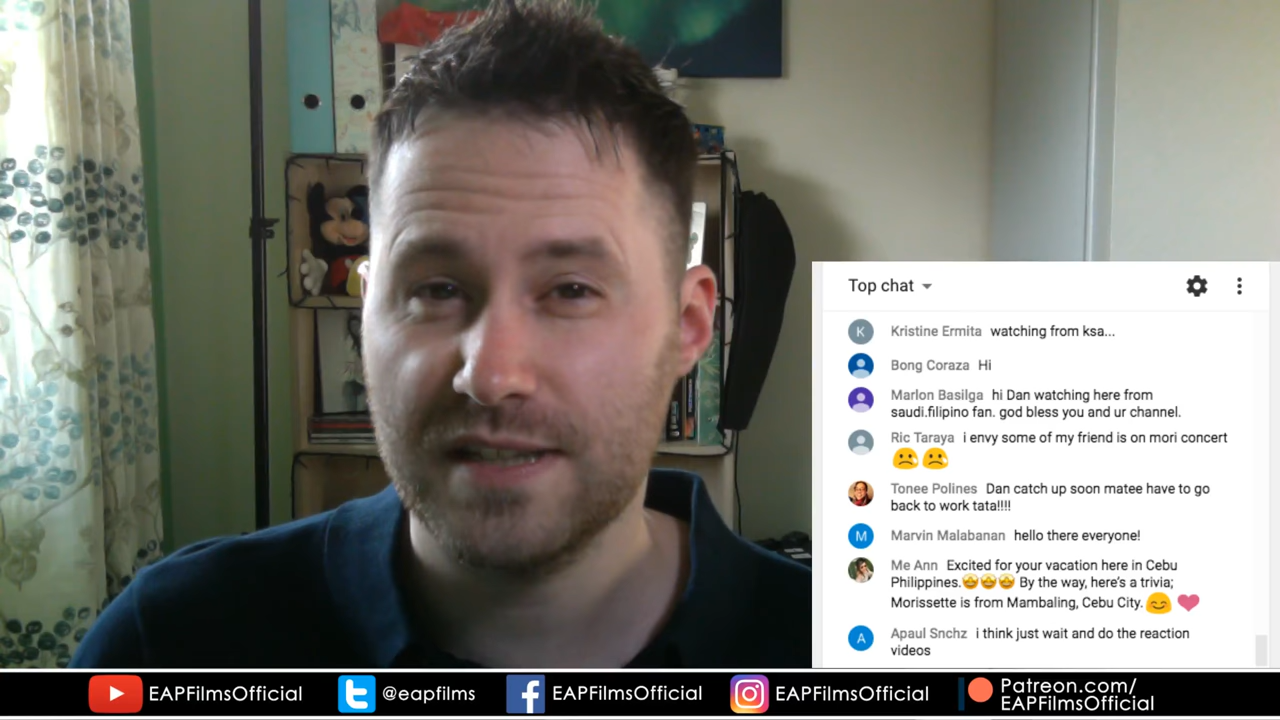 Top chat
Kristine Ermita watching from ksa...
Bong Coraza Hi
Marlon Basilga hi Dan watching here from
saudi.filipino fan. god bless you and ur channel.
Ric Taraya i envy some of my friend is on mori concert
Tonee Polines Dan catch up soon matee have to go
back to work tata!!!!
M
Marvin Malabanan hello there everyone!
Me Ann Excited for your vacation here in Cebu
Philippines.🤩🤩🤩 By the way, here's a trivia;
Morissette is from Mambaling, Cebu City.😊 💗
A
Apaul Snchz i think just wait and do the reaction
videos
K
EAPFilmsOfficial
@eapfilms
EAPFilmsOfficial
EAPFilmsOfficial
Patreon.com/
EAPFilmsOfficial